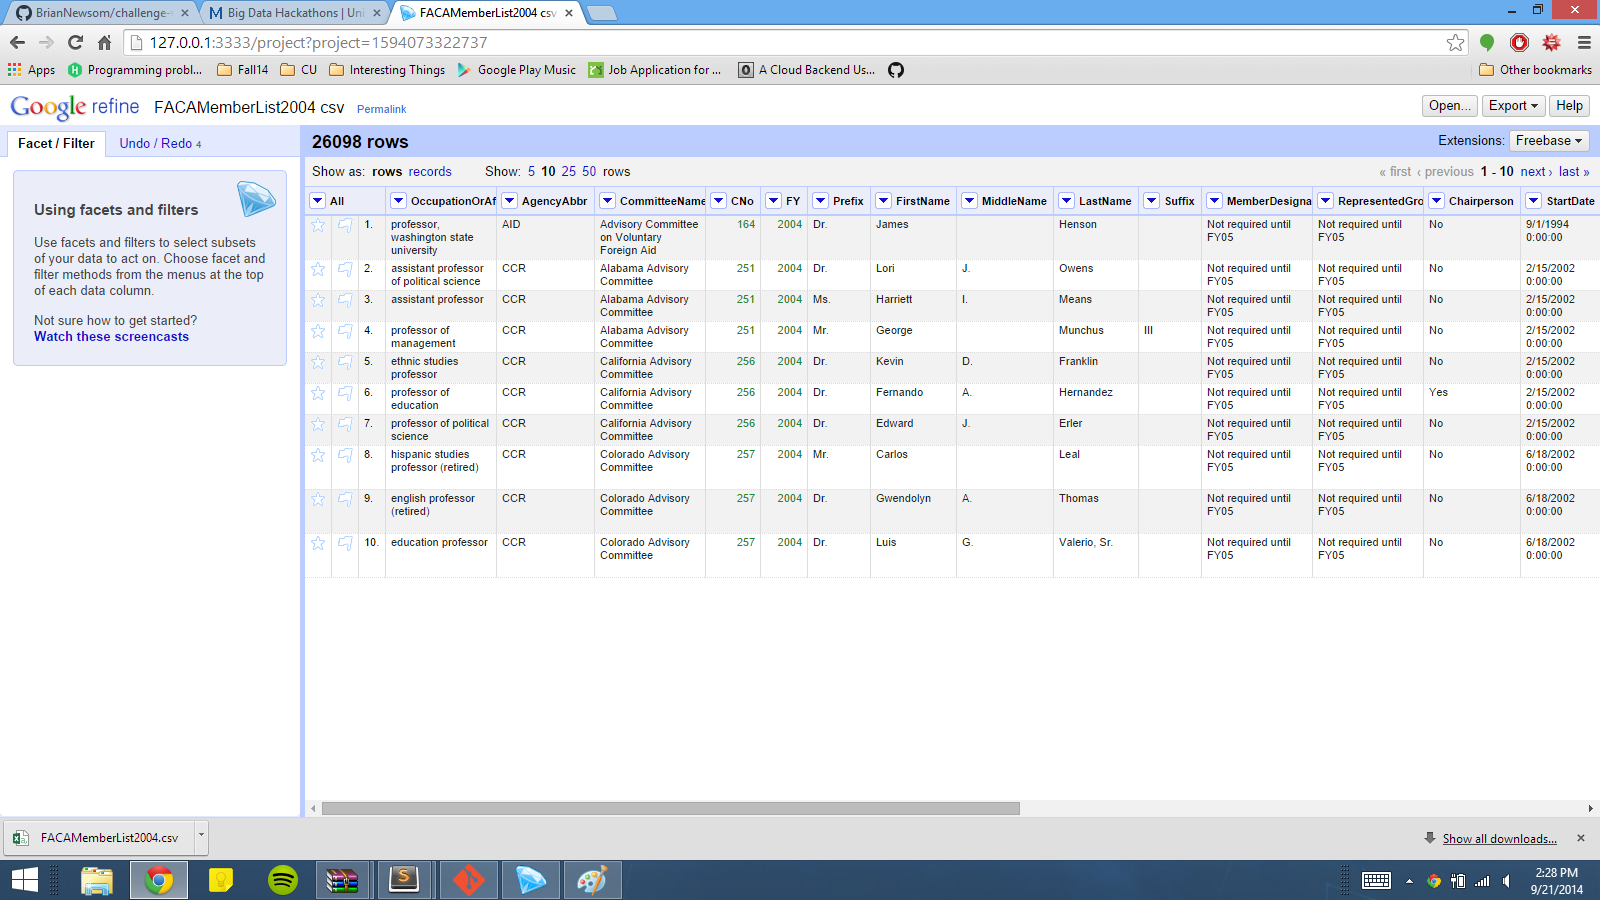 BrianNewsom/challenge-
Big Data Hackathons | Uni
FACAMemberList2004 csv
127.0.0.1:3333/project?project=1594073322737
Apps Programming probl... Fall14 CU Interesting Things Google Play Music Job Application for ... A Cloud Backend Us... Other bookmarks
Google refine FACAMemberList2004 csv Permalink Open... Export Help
Facet / Filter Undo / Redo 4
26098 rows
Extensions: Freebase
Show as: rows records Show: 5 10 25 50 rows « first ‹ previous 1 - 10 next › last »
Using facets and filters
Use facets and filters to select subsets
of your data to act on. Choose facet and
filter methods from the menus at the top
of each data column.
Not sure how to get started?
Watch these screencasts
All OccupationOrAf AgencyAbbr CommitteeName CNo FY Prefix FirstName MiddleName LastName Suffix MemberDesigna RepresentedGro Chairperson StartDate
1. professor, AID Advisory Committee 164 2004 Dr. James Henson Not required until Not required until No 9/1/1994
washington state on Voluntary FY05 FY05 0:00:00
university Foreign Aid
2. assistant professor CCR Alabama Advisory 251 2004 Dr. Lori J. Owens Not required until Not required until No 2/15/2002
of political science Committee FY05 FY05 0:00:00
3. assistant professor CCR Alabama Advisory 251 2004 Ms. Harriett I. Means Not required until Not required until No 2/15/2002
Committee FY05 FY05 0:00:00
4. professor of CCR Alabama Advisory 251 2004 Mr. George Munchus III Not required until Not required until No 2/15/2002
management Committee FY05 FY05 0:00:00
5. ethnic studies CCR California Advisory 256 2004 Dr. Kevin D. Franklin Not required until Not required until No 2/15/2002
professor Committee FY05 FY05 0:00:00
6. professor of CCR California Advisory 256 2004 Dr. Fernando A. Hernandez Not required until Not required until Yes 2/15/2002
education Committee FY05 FY05 0:00:00
7. professor of political CCR California Advisory 256 2004 Dr. Edward J. Erler Not required until Not required until No 2/15/2002
science Committee FY05 FY05 0:00:00
8. hispanic studies CCR Colorado Advisory 257 2004 Mr. Carlos Leal Not required until Not required until No 6/18/2002
professor (retired) Committee FY05 FY05 0:00:00
9. english professor CCR Colorado Advisory 257 2004 Dr. Gwendolyn A. Thomas Not required until Not required until No 6/18/2002
(retired) Committee FY05 FY05 0:00:00
10. education professor CCR Colorado Advisory 257 2004 Dr. Luis G. Valerio, Sr. Not required until Not required until No 6/18/2002
Committee FY05 FY05 0:00:00
FACAMemberList2004.csv Show all downloads...
2:28 PM
9/21/2014